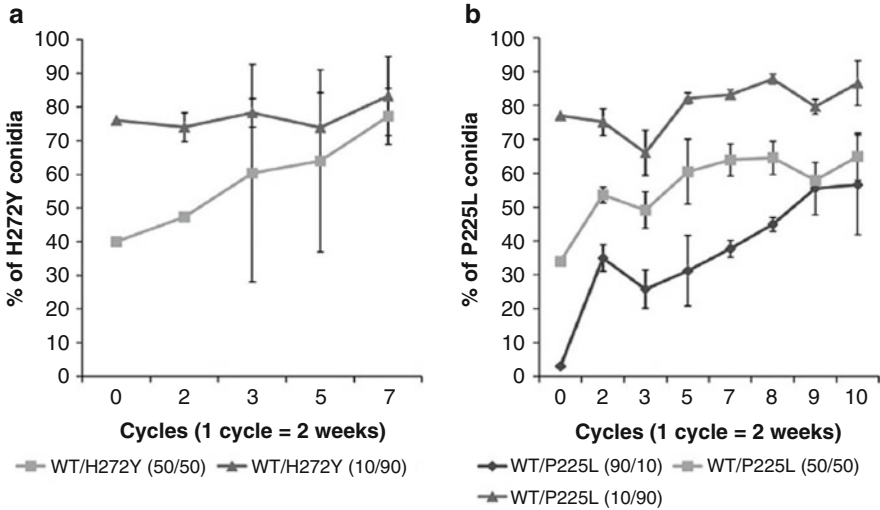 a
100
90
80
70
60
50
40
30
20
10
0
% of H272Y conidia
0 2 3 5 7
Cycles (1 cycle = 2 weeks)
WT/H272Y (50/50) WT/H272Y (10/90)
b
100
90
80
70
60
50
40
30
20
10
0
% of P225L conidia
0 2 3 5 7 8 9 10
Cycles (1 cycle = 2 weeks)
WT/P225L (90/10) WT/P225L (50/50)
WT/P225L (10/90)